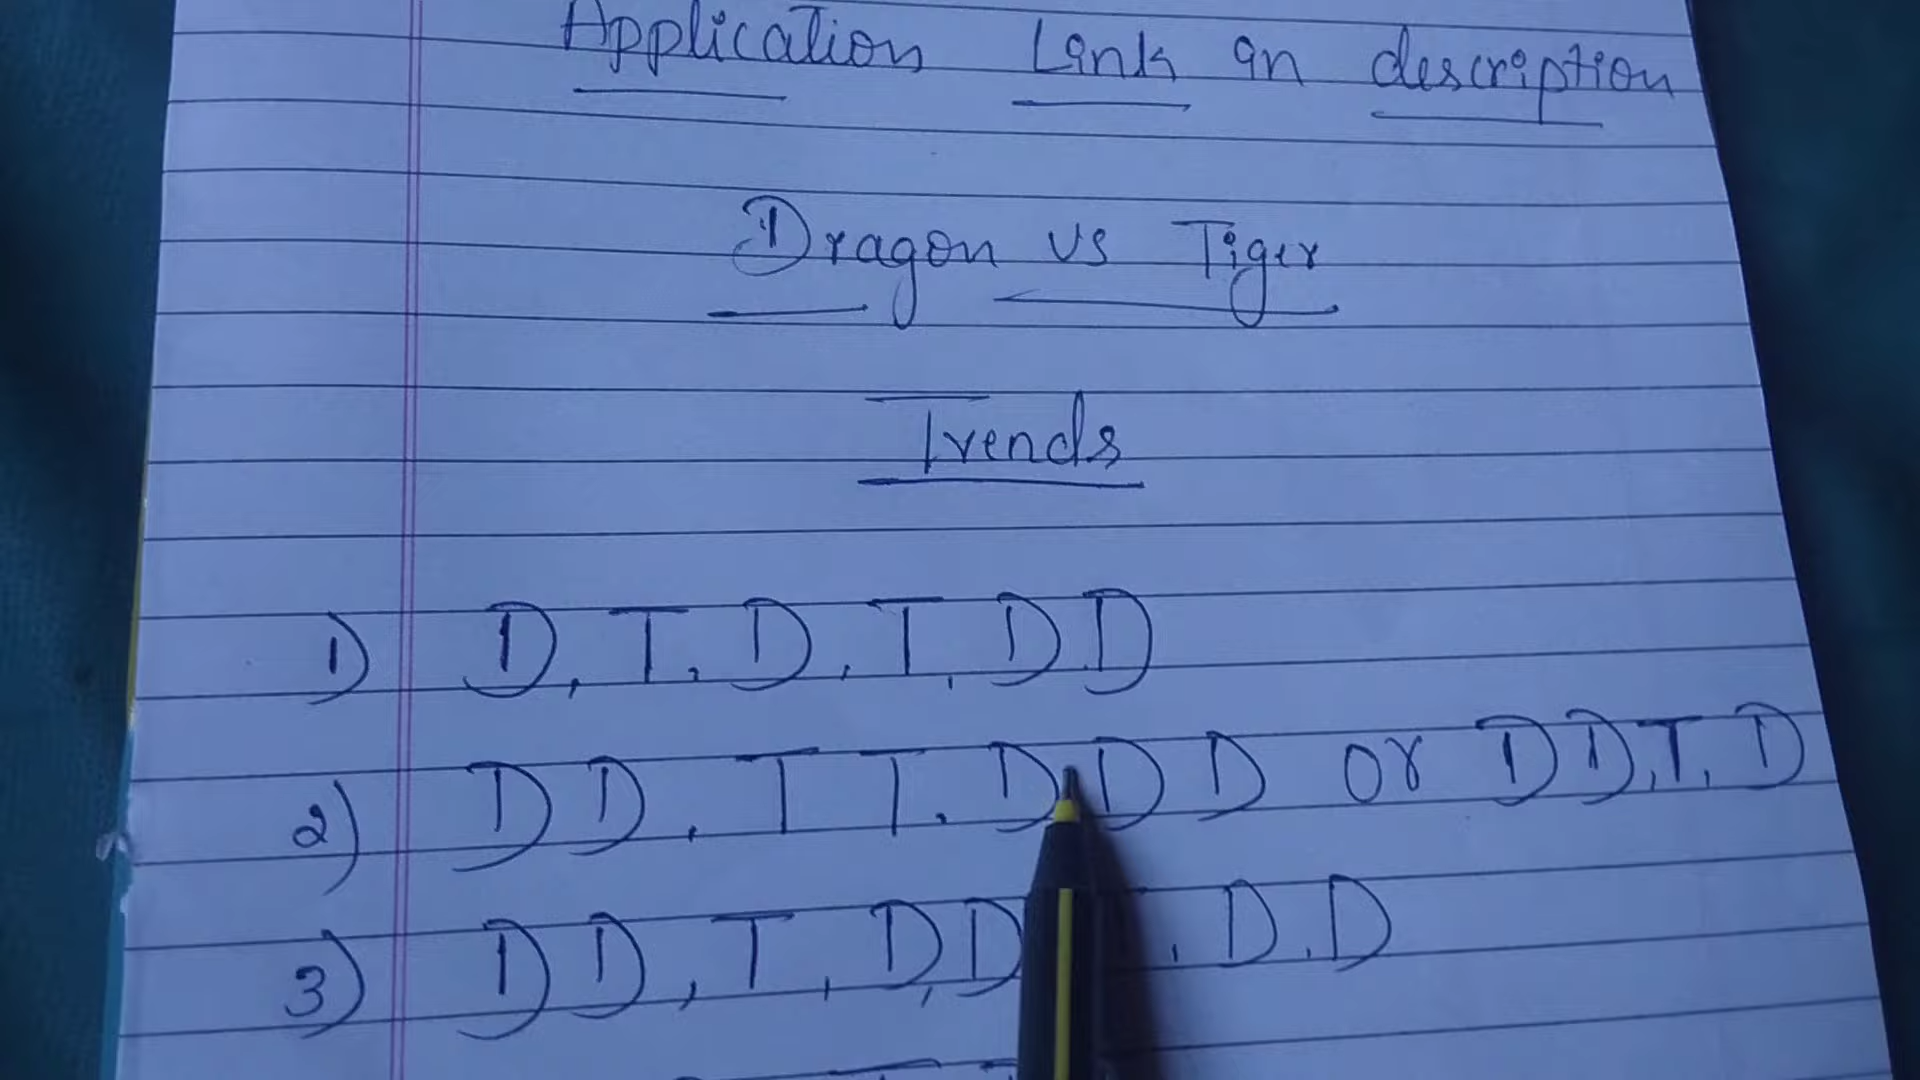 Application Link in description
Dragon vs Tiger
Trends
1) D, T, D, T, D D
2) D D, T T, D D D or D D, T, D
3) D D, T, D, D , D, D